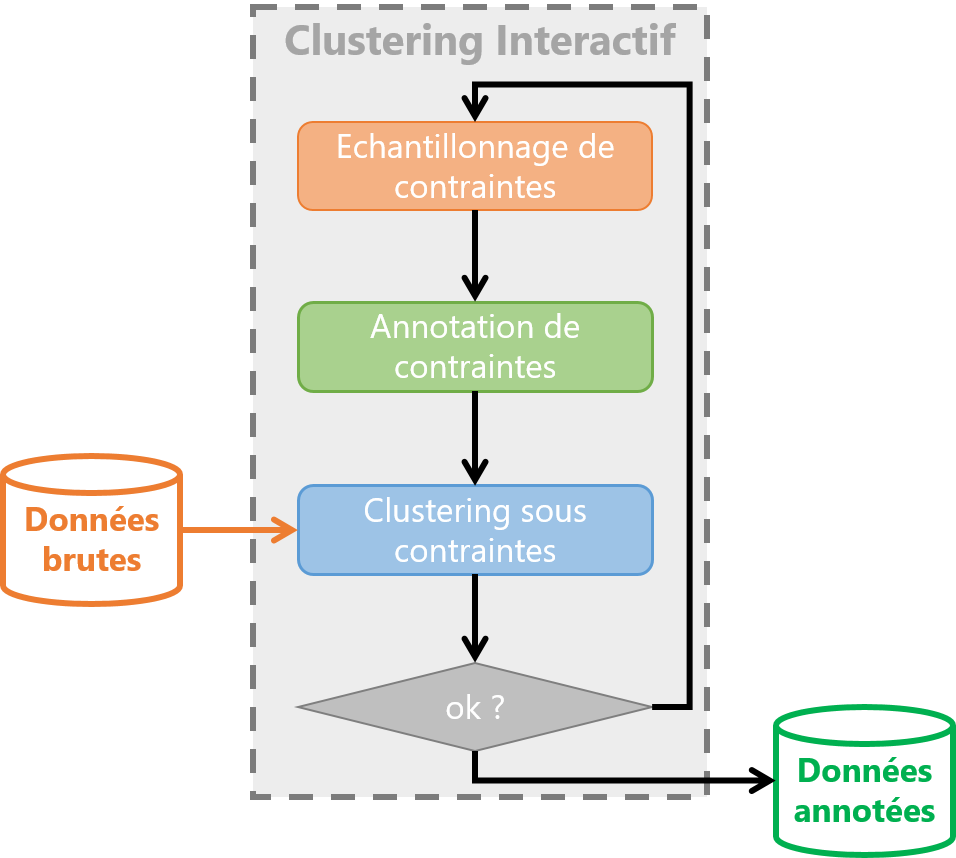 Clustering Interactif
Echantillonnage de
contraintes
Annotation de
contraintes
Données
brutes
Clustering sous
contraintes
ok ?
Données
annotées